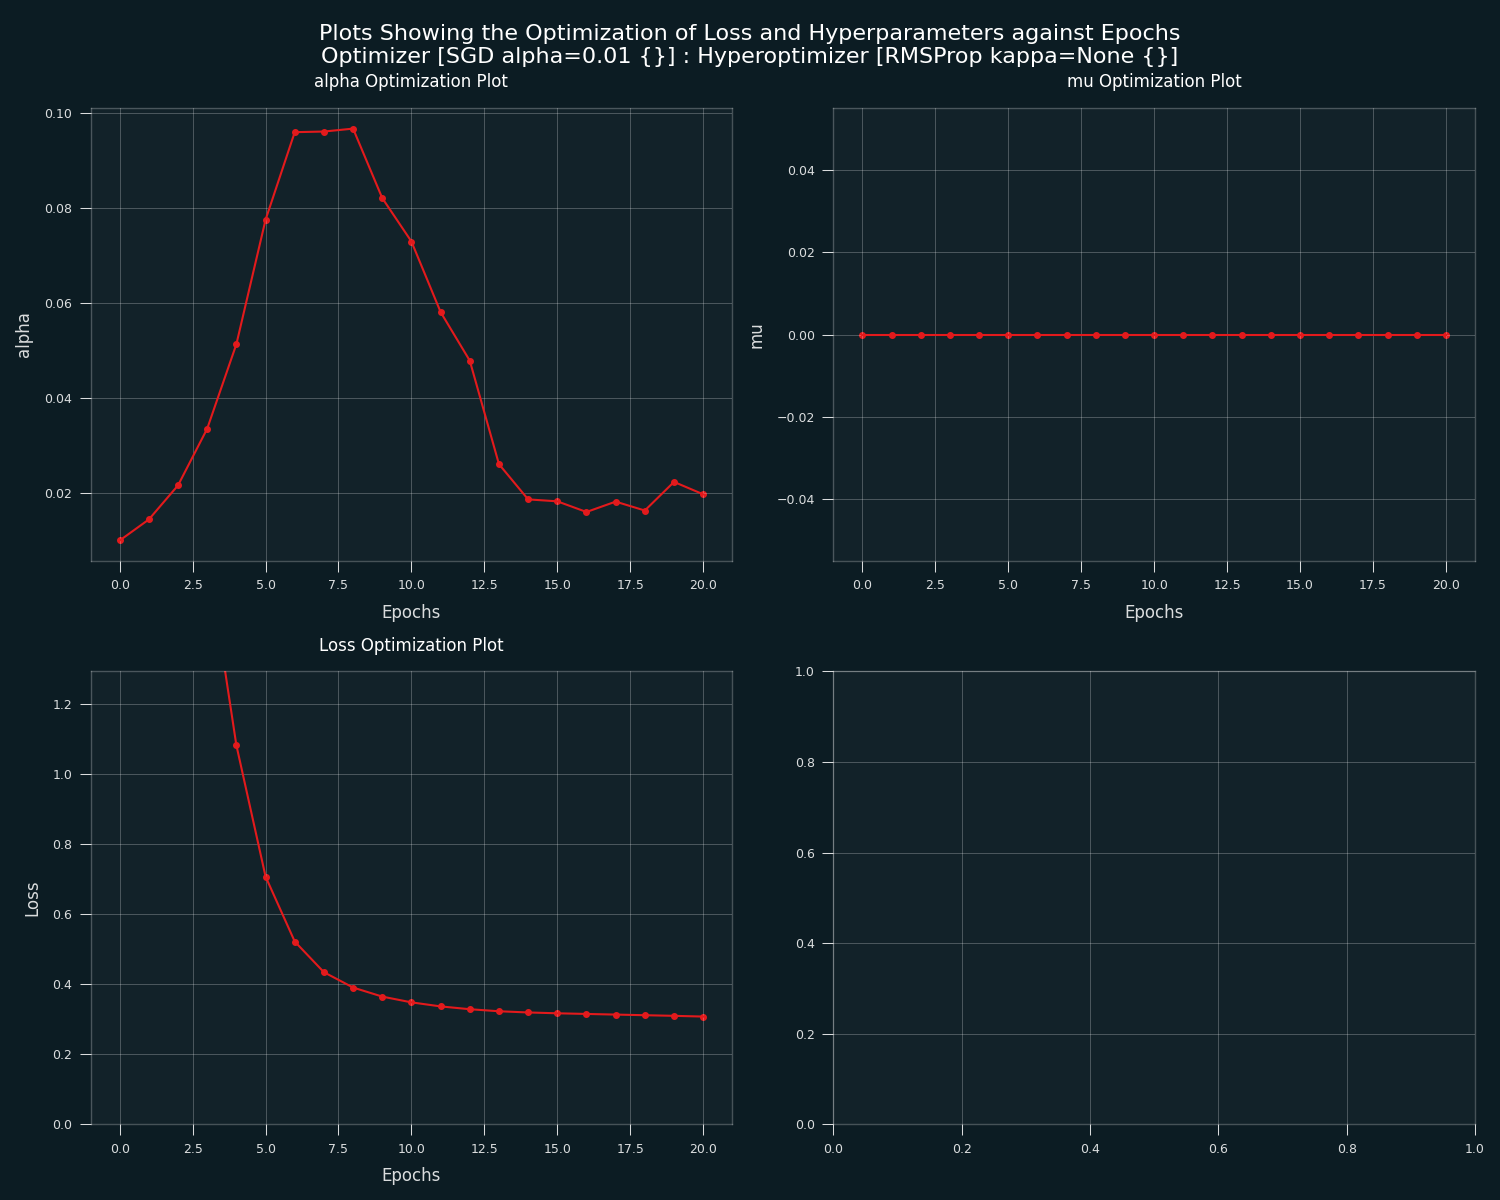 Plots Showing the Optimization of Loss and Hyperparameters against Epochs
Optimizer [SGD alpha=0.01 {}] : Hyperoptimizer [RMSProp kappa=None {}]
alpha Optimization Plot
0.10
0.08
0.06
0.04
0.02
alpha
0.0 2.5 5.0 7.5 10.0 12.5 15.0 17.5 20.0
Epochs
mu Optimization Plot
0.04
0.02
0.00
−0.02
−0.04
mu
0.0 2.5 5.0 7.5 10.0 12.5 15.0 17.5 20.0
Epochs
Loss Optimization Plot
1.2
1.0
0.8
0.6
0.4
0.2
0.0
Loss
0.0 2.5 5.0 7.5 10.0 12.5 15.0 17.5 20.0
Epochs
1.0
0.8
0.6
0.4
0.2
0.0
0.0 0.2 0.4 0.6 0.8 1.0